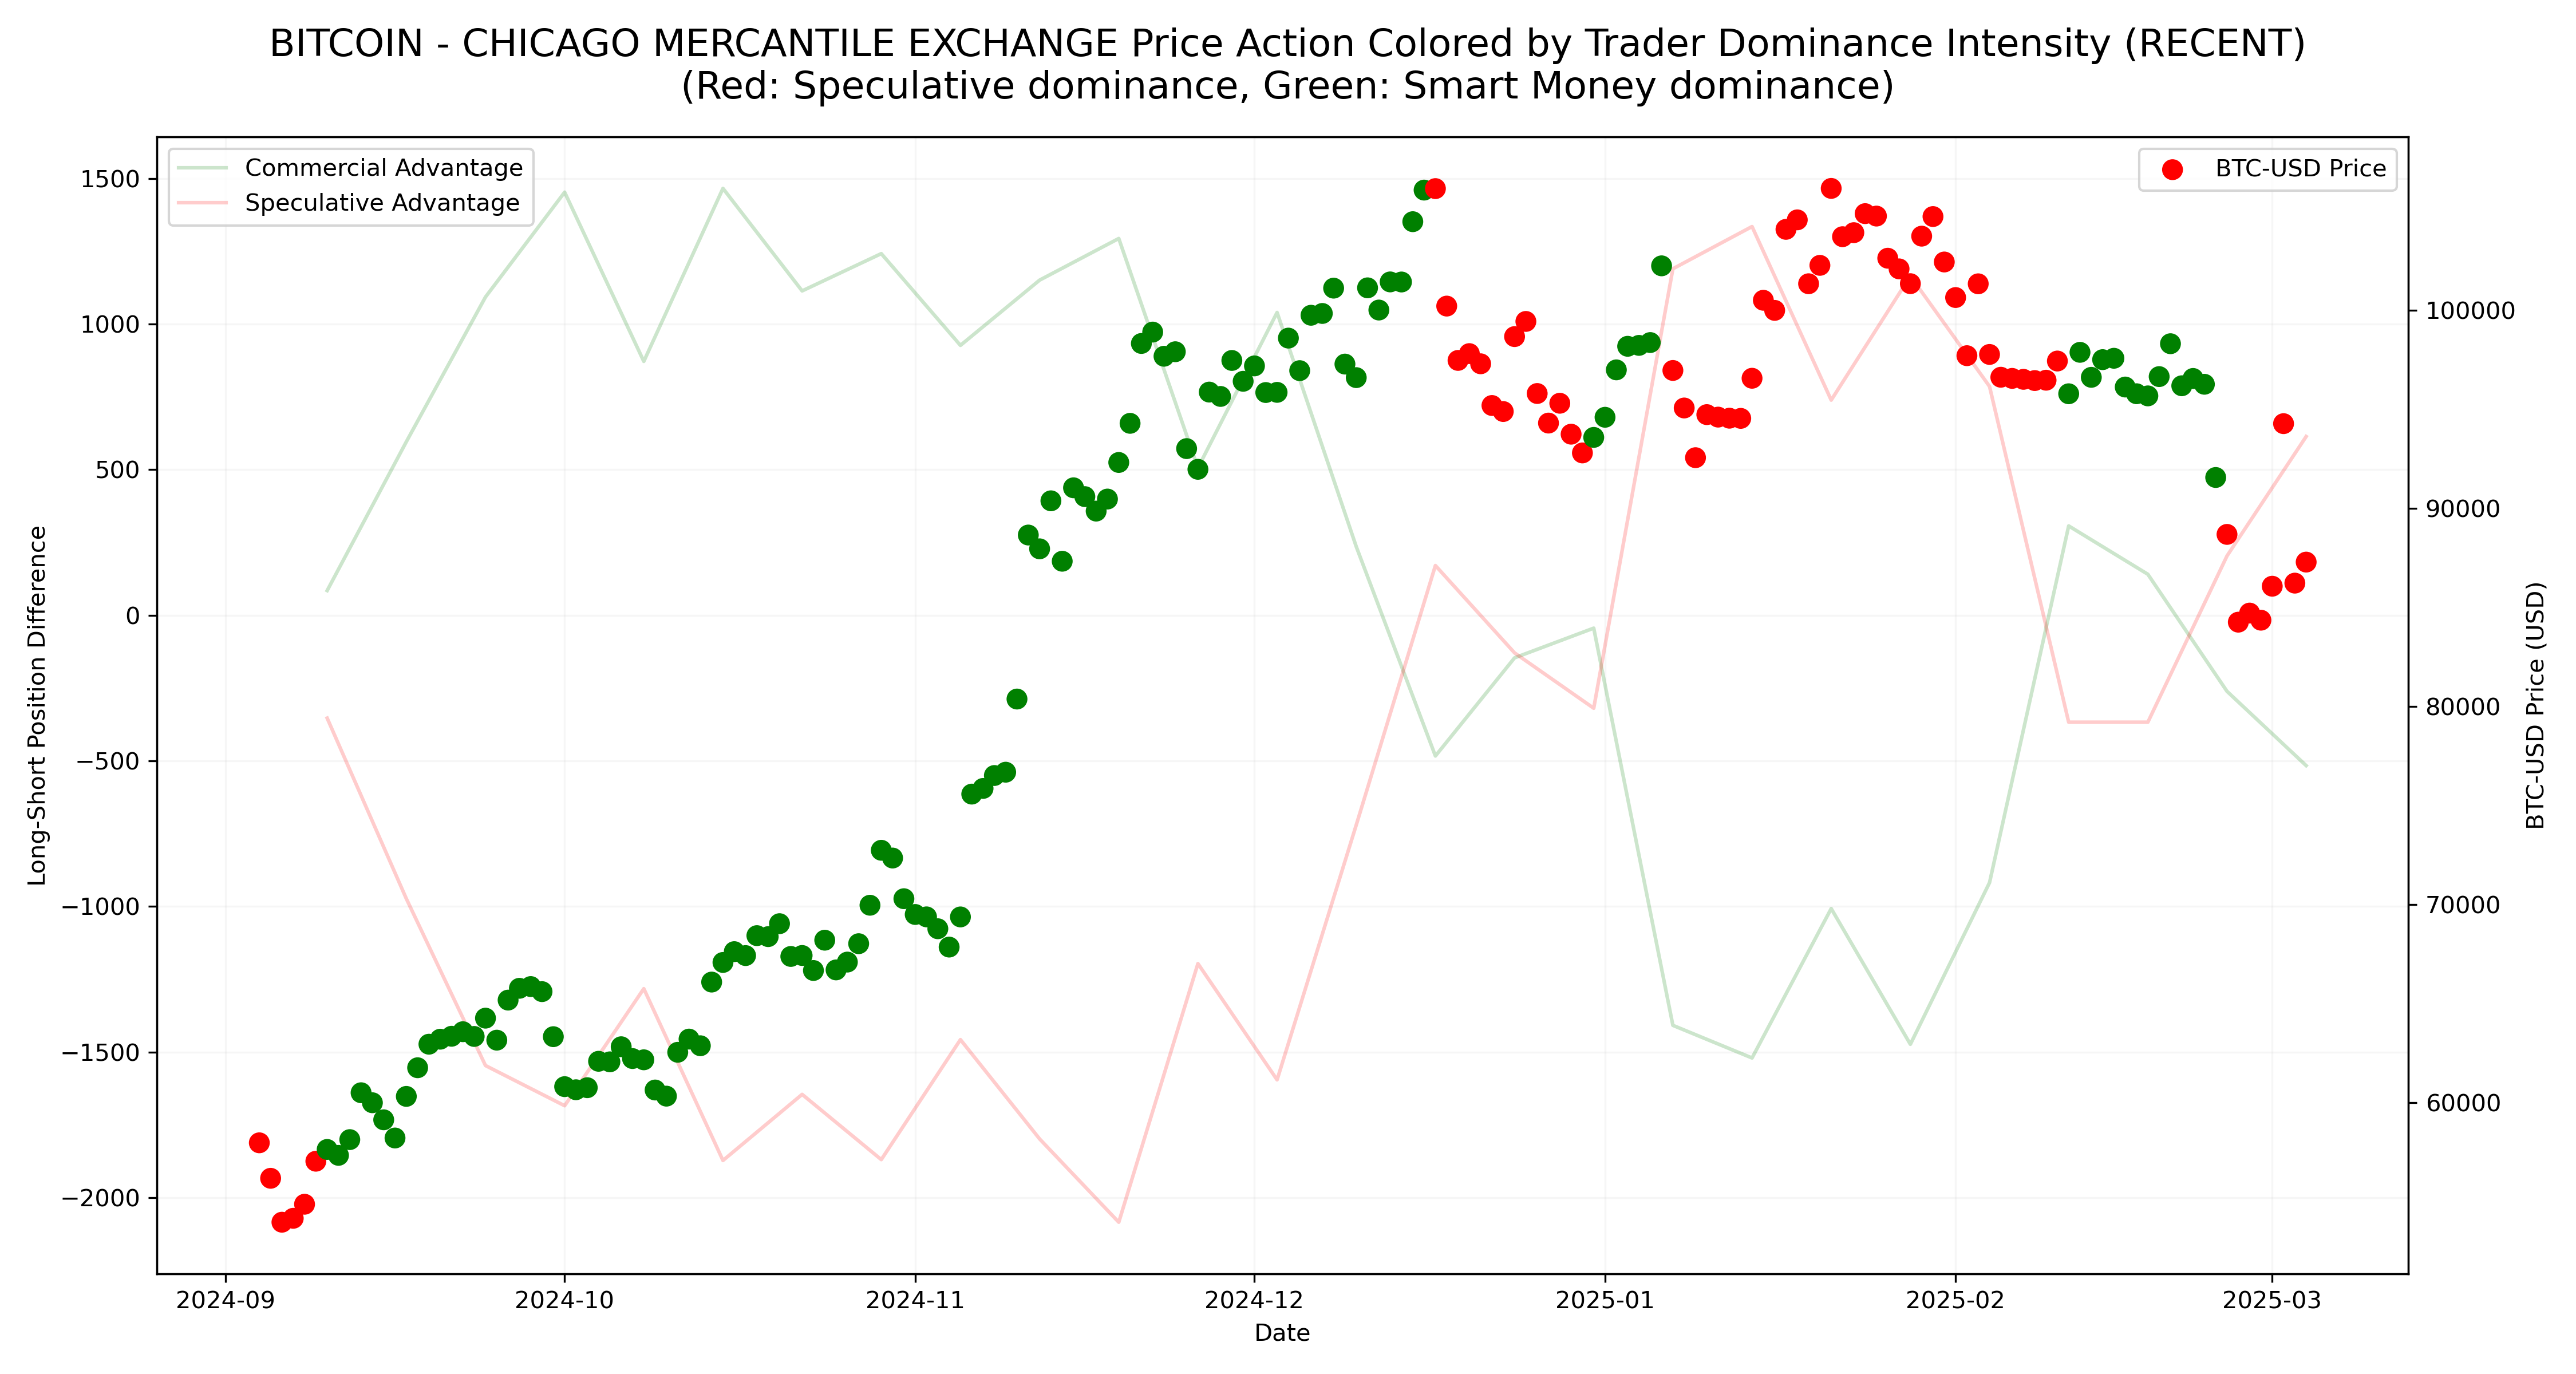 BITCOIN - CHICAGO MERCANTILE EXCHANGE Price Action Colored by Trader Dominance Intensity (RECENT)
(Red: Speculative dominance, Green: Smart Money dominance)
Commercial Advantage
Speculative Advantage
BTC-USD Price
Long-Short Position Difference
1500
1000
500
0
−500
−1000
−1500
−2000
100000
90000
80000
70000
60000
BTC-USD Price (USD)
2024-09
2024-10
2024-11
2024-12
2025-01
2025-02
2025-03
Date